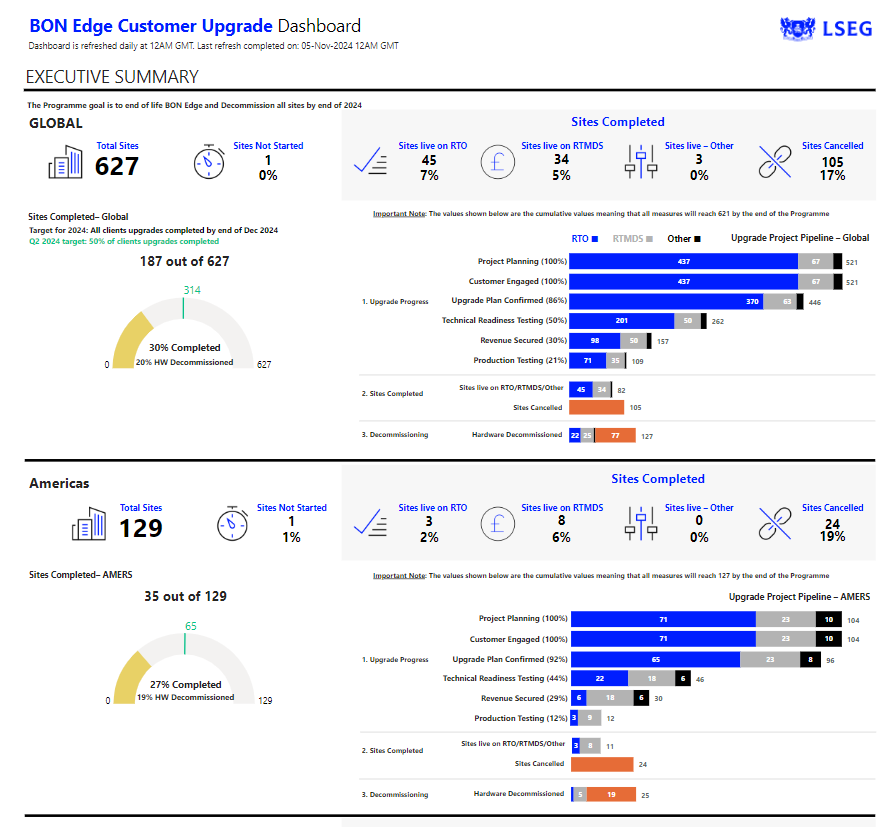 BON Edge Customer Upgrade Dashboard
LSEG
Dashboard is refreshed daily at 12AM GMT. Last refresh completed on: 05-Nov-2024 12AM GMT
EXECUTIVE SUMMARY
The Programme goal is to end of life BON Edge and Decommission all sites by end of 2024
GLOBAL
Sites Completed
Total Sites
627
Sites Not Started
1
0%
Sites live on RTO
45
7%
Sites live on RTMDS
34
5%
Sites live – Other
3
0%
Sites Cancelled
105
17%
Sites Completed– Global
Target for 2024: All clients upgrades completed by end of Dec 2024
Q2 2024 target: 50% of clients upgrades completed
187 out of 627
314
30% Completed
20% HW Decommissioned
0
627
Important Note: The values shown below are the cumulative values meaning that all measures will reach 621 by the end of the Programme
RTO RTMDS Other
Upgrade Project Pipeline – Global
1. Upgrade Progress
Project Planning (100%) 437 67 521
Customer Engaged (100%) 437 67 521
Upgrade Plan Confirmed (86%) 370 63 446
Technical Readiness Testing (50%) 201 50 262
Revenue Secured (30%) 98 50 157
Production Testing (21%) 71 35 109
2. Sites Completed
Sites live on RTO/RTMDS/Other 45 34 82
Sites Cancelled 105
3. Decommissioning
Hardware Decommissioned 22 25 77 127
Americas
Sites Completed
Total Sites
129
Sites Not Started
1
1%
Sites live on RTO
3
2%
Sites live on RTMDS
8
6%
Sites live – Other
0
0%
Sites Cancelled
24
19%
Sites Completed– AMERS
35 out of 129
65
27% Completed
19% HW Decommissioned
0
129
Important Note: The values shown below are the cumulative values meaning that all measures will reach 127 by the end of the Programme
Upgrade Project Pipeline – AMERS
1. Upgrade Progress
Project Planning (100%) 71 23 10 104
Customer Engaged (100%) 71 23 10 104
Upgrade Plan Confirmed (92%) 65 23 8 96
Technical Readiness Testing (44%) 22 18 6 46
Revenue Secured (29%) 6 18 6 30
Production Testing (12%) 3 9 12
2. Sites Completed
Sites live on RTO/RTMDS/Other 3 8 11
Sites Cancelled 24
3. Decommissioning
Hardware Decommissioned 5 19 25